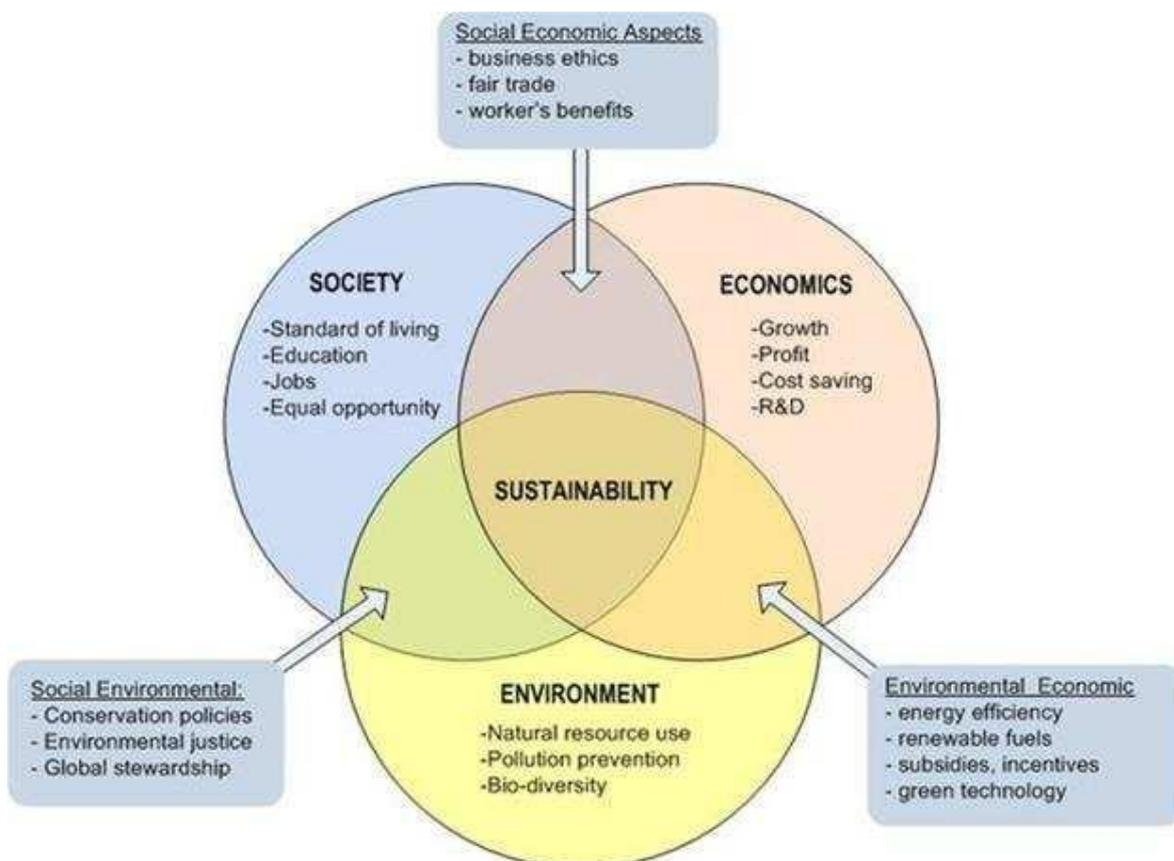 Social Economic Aspects
- business ethics
- fair trade
- worker's benefits
SOCIETY
-Standard of living
-Education
-Jobs
-Equal opportunity
ECONOMICS
-Growth
-Profit
-Cost saving
-R&D
SUSTAINABILITY
Social Environmental:
- Conservation policies
- Environmental justice
- Global stewardship
ENVIRONMENT
-Natural resource use
-Pollution prevention
-Bio-diversity
Environmental Economic
- energy efficiency
- renewable fuels
- subsidies, incentives
- green technology